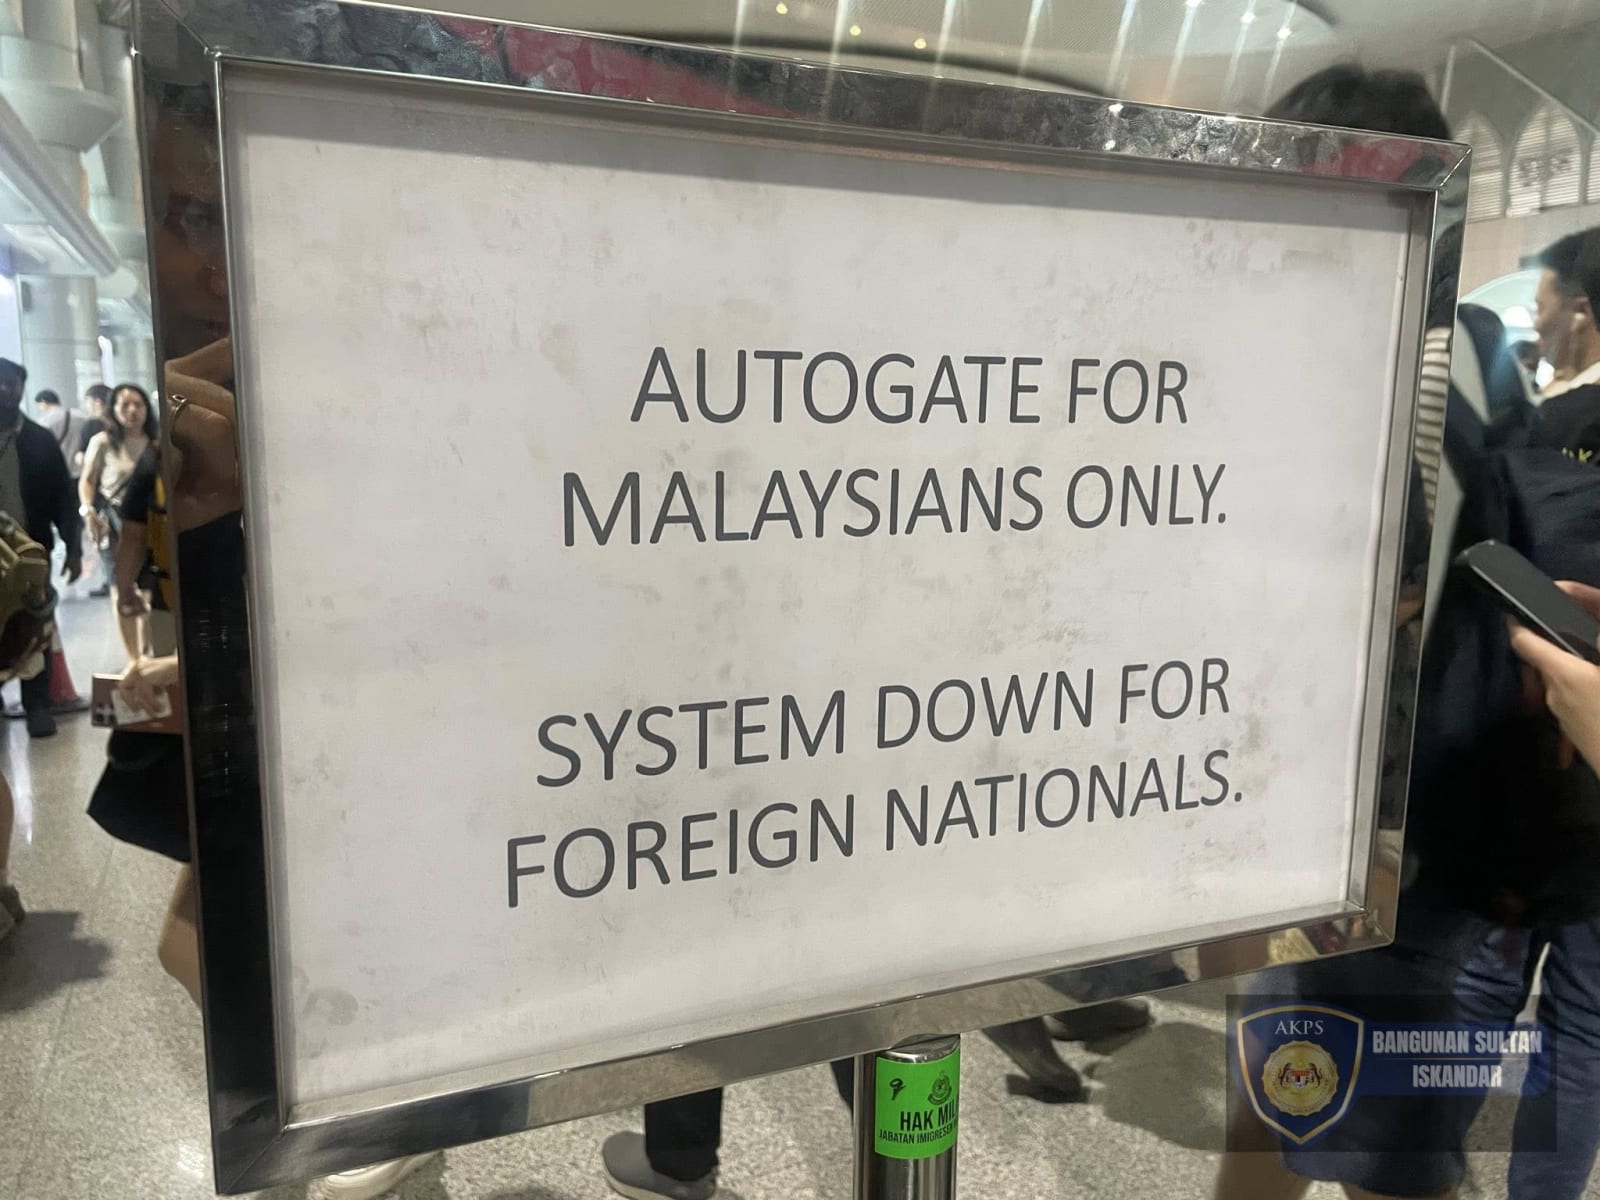 AUTOGATE FOR
MALAYSIANS ONLY.
SYSTEM DOWN FOR
FOREIGN NATIONALS.
HAK MIL
JABATAN IMIGRESEN
AKPS
BANGUNAN SULTAN
ISKANDAR